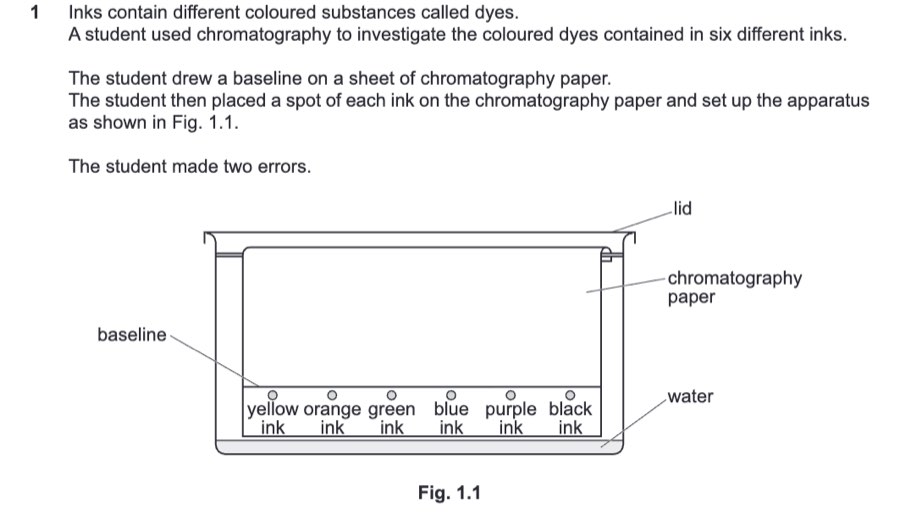 1 Inks contain different coloured substances called dyes.
A student used chromatography to investigate the coloured dyes contained in six different inks.
The student drew a baseline on a sheet of chromatography paper.
The student then placed a spot of each ink on the chromatography paper and set up the apparatus
as shown in Fig. 1.1.
The student made two errors.
lid
chromatography
paper
baseline
water
yellow orange green blue purple black
ink ink ink ink ink ink
Fig. 1.1